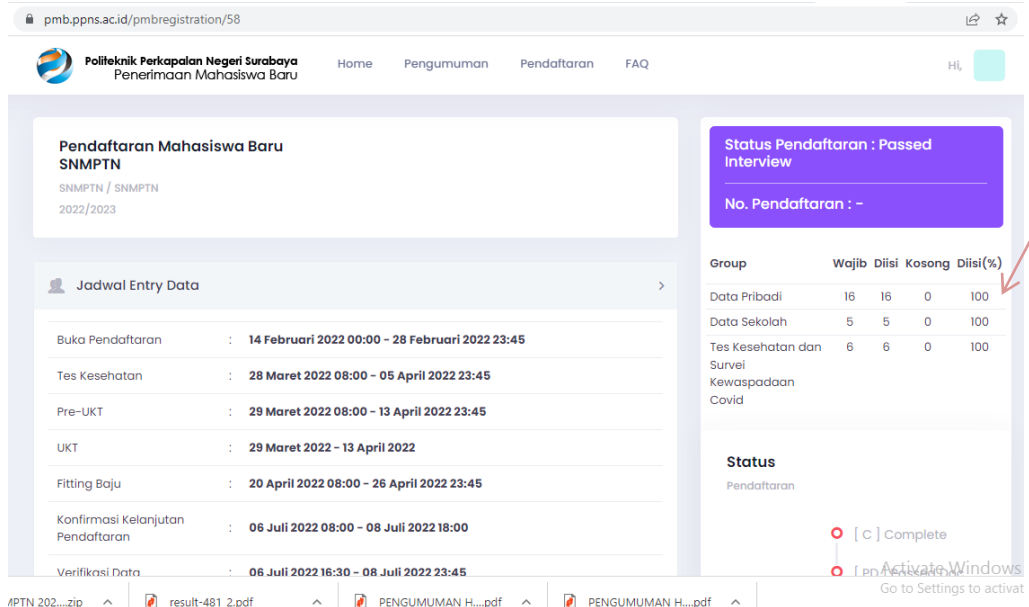 pmb.ppns.ac.id/pmbregistration/58
Politeknik Perkapalan Negeri Surabaya
Penerimaan Mahasiswa Baru
Home Pengumuman Pendaftaran FAQ
Hi,
Pendaftaran Mahasiswa Baru
SNMPTN
SNMPTN / SNMPTN
2022/2023
Jadwal Entry Data
Buka Pendaftaran : 14 Februari 2022 00:00 - 28 Februari 2022 23:45
Tes Kesehatan : 28 Maret 2022 08:00 - 05 April 2022 23:45
Pre-UKT : 29 Maret 2022 08:00 - 13 April 2022 23:45
UKT : 29 Maret 2022 - 13 April 2022
Fitting Baju : 20 April 2022 08:00 - 26 April 2022 23:45
Konfirmasi Kelanjutan
Pendaftaran : 06 Juli 2022 08:00 - 08 Juli 2022 18:00
Verifikasi Data : 06 Juli 2022 16:30 - 08 Juli 2022 23:45
Status Pendaftaran : Passed
Interview
No. Pendaftaran : -
Group Wajib Diisi Kosong Diisi(%)
Data Pribadi 16 16 0 100
Data Sekolah 5 5 0 100
Tes Kesehatan dan 6 6 0 100
Survei
Kewaspadaan
Covid
Status
Pendaftaran
[ C ] Complete
[ PD ] Passed Doc
Activate Windows
Go to Settings to activat
MPTN 202....zip
result-481 2.pdf
PENGUMUMAN H....pdf
PENGUMUMAN H....pdf